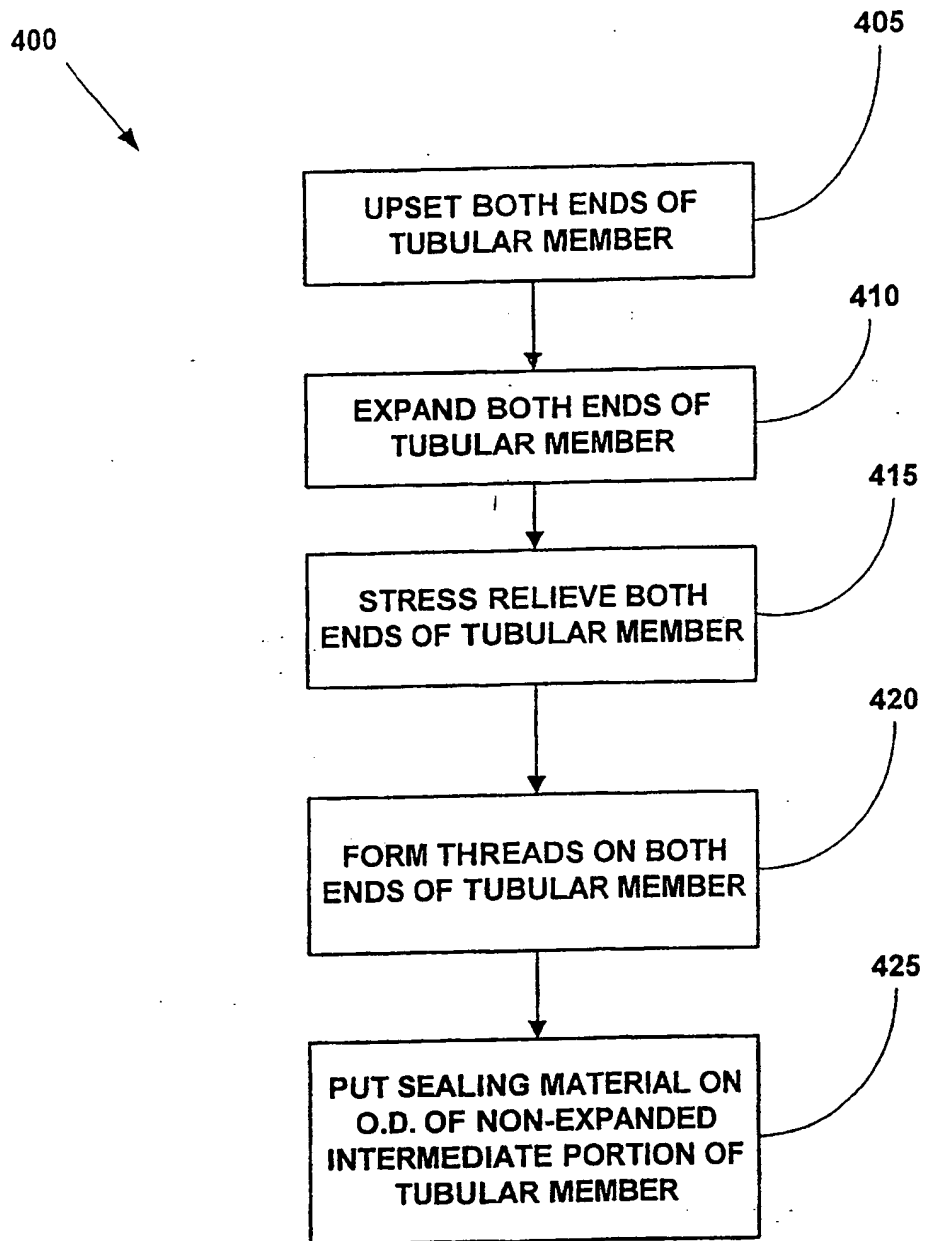 400
405
UPSET BOTH ENDS OF
TUBULAR MEMBER
410
EXPAND BOTH ENDS OF
TUBULAR MEMBER
415
STRESS RELIEVE BOTH
ENDS OF TUBULAR MEMBER
420
FORM THREADS ON BOTH
ENDS OF TUBULAR MEMBER
425
PUT SEALING MATERIAL ON
O.D. OF NON-EXPANDED
INTERMEDIATE PORTION OF
TUBULAR MEMBER